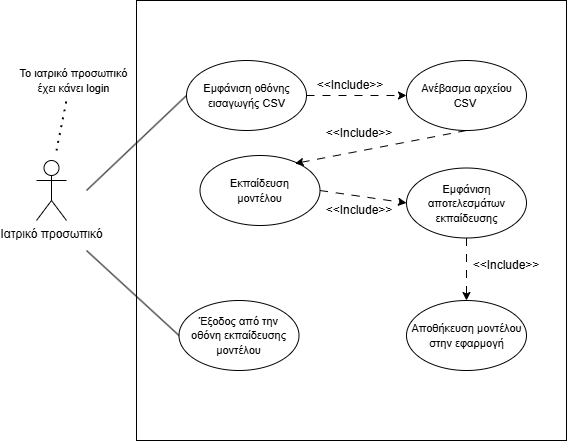 Το ιατρικό προσωπικό
έχει κάνει login
Ιατρικό προσωπικό
Εμφάνιση οθόνης
εισαγωγής CSV
<<Include>>
Ανέβασμα αρχείου
CSV
<<Include>>
Εκπαίδευση
μοντέλου
<<Include>>
Εμφάνιση
αποτελεσμάτων
εκπαίδευσης
<<Include>>
Έξοδος από την
οθόνη εκπαίδευσης
μοντέλου
Αποθήκευση μοντέλου
στην εφαρμογή